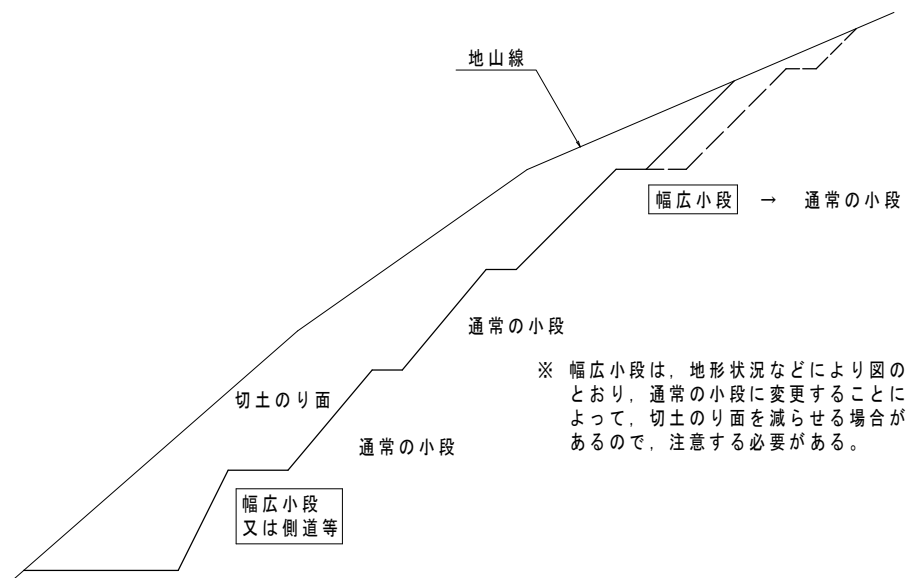 地山線
幅広小段 → 通常の小段
通常の小段
※ 幅広小段は，地形状況などにより図の
とおり，通常の小段に変更することに
よって，切土のり面を減らせる場合が
あるので，注意する必要がある。
切土のり面
通常の小段
幅広小段
又は側道等